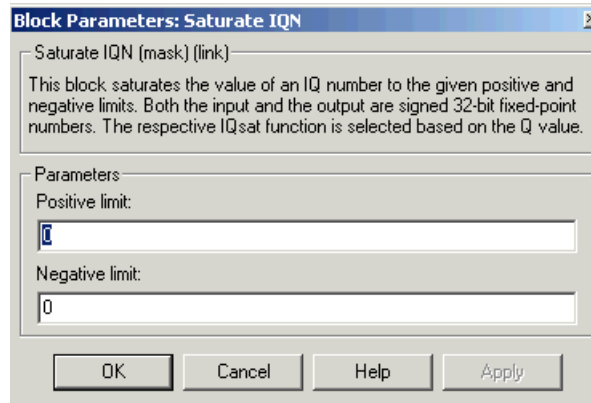 Block Parameters: Saturate IQN
Saturate IQN (mask) (link)
This block saturates the value of an IQ number to the given positive and
negative limits. Both the input and the output are signed 32-bit fixed-point
numbers. The respective IQsat function is selected based on the Q value.
Parameters
Positive limit:
0
Negative limit:
0
OK Cancel Help Apply